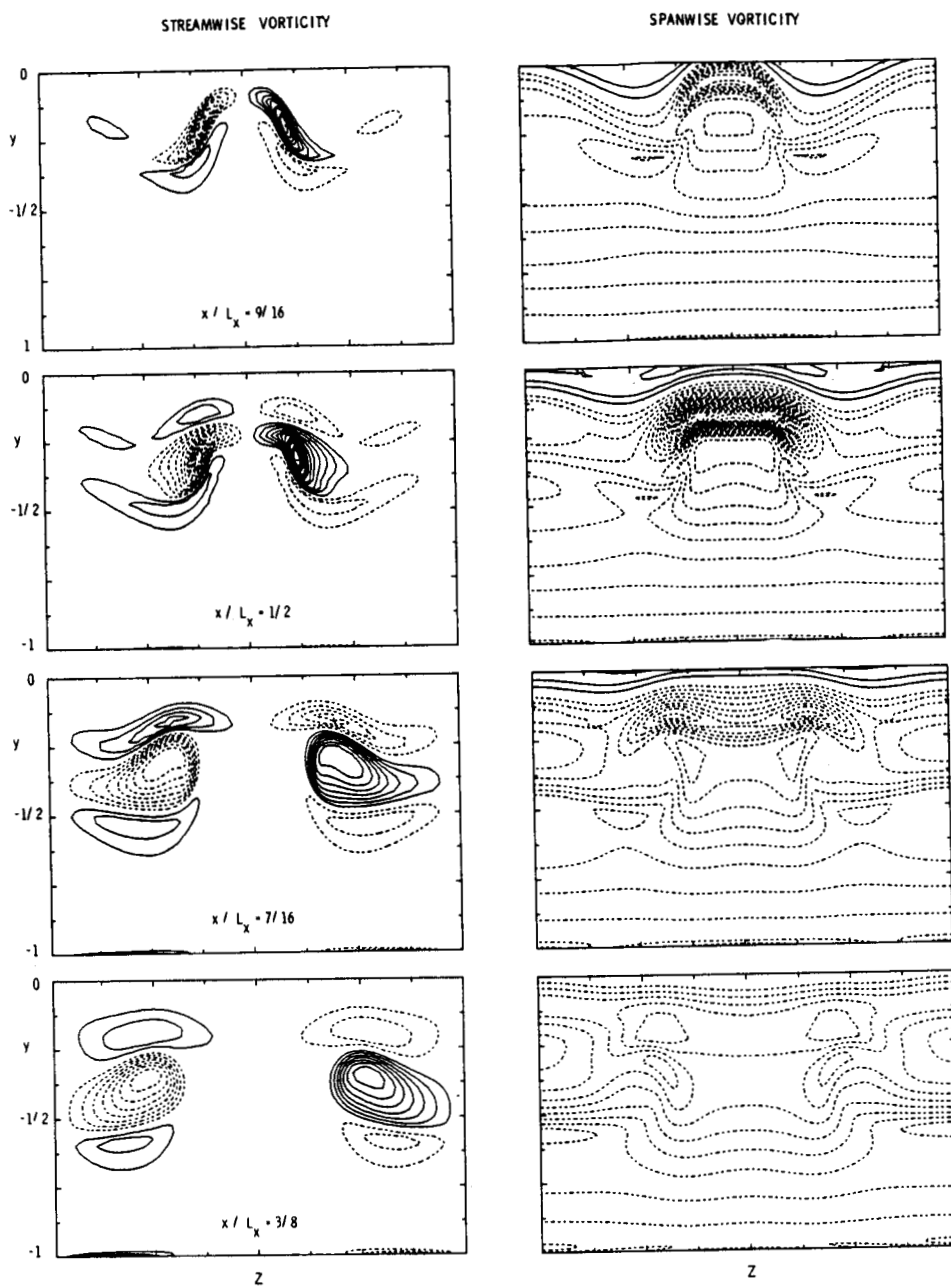 STREAMWISE VORTICITY
SPANWISE VORTICITY
0
y
-1/2
x / L_x = 9/16
1
0
y
-1/2
x / L_x = 1/2
-1
0
y
-1/2
x / L_x = 7/16
-1
0
y
-1/2
x / L_x = 3/8
-1
Z
Z